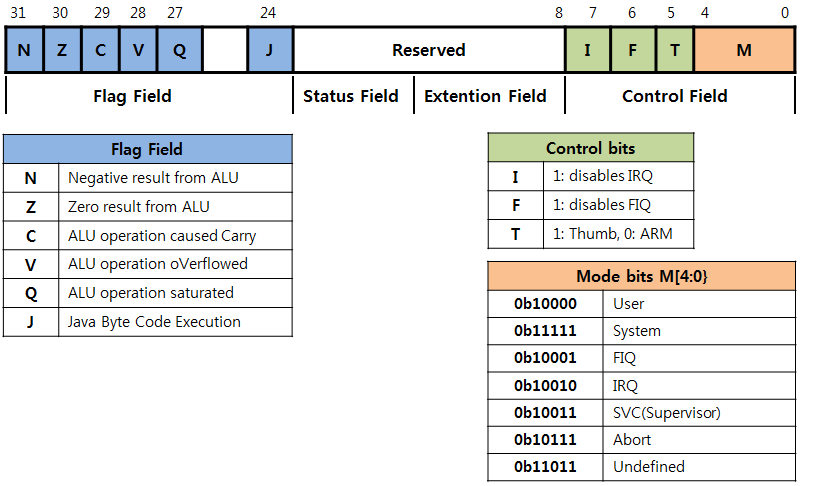 31 30 29 28 27 24 8 7 6 5 4 0
N Z C V Q J Reserved I F T M
Flag Field Status Field Extention Field Control Field
Flag Field
N Negative result from ALU
Z Zero result from ALU
C ALU operation caused Carry
V ALU operation oVerflowed
Q ALU operation saturated
J Java Byte Code Execution
Control bits
I 1: disables IRQ
F 1: disables FIQ
T 1: Thumb, 0: ARM
Mode bits M[4:0}
0b10000 User
0b11111 System
0b10001 FIQ
0b10010 IRQ
0b10011 SVC(Supervisor)
0b10111 Abort
0b11011 Undefined